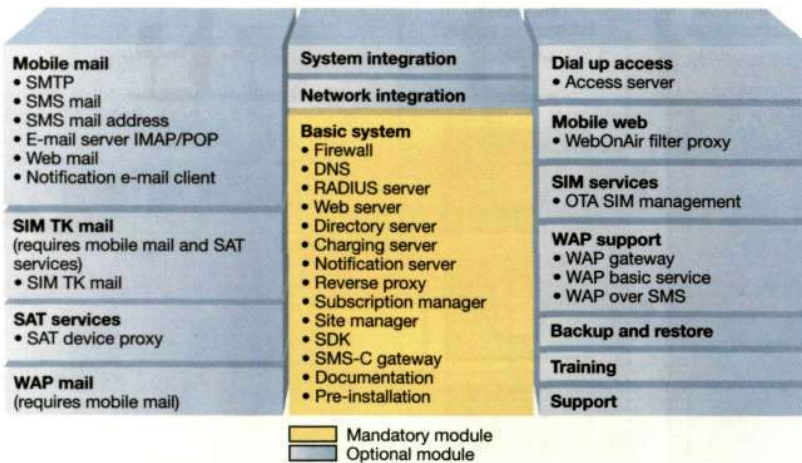 Mobile mail
• SMTP
• SMS mail
• SMS mail address
• E-mail server IMAP/POP
• Web mail
• Notification e-mail client
SIM TK mail
(requires mobile mail and SAT
services)
• SIM TK mail
SAT services
• SAT device proxy
WAP mail
(requires mobile mail)
System integration
Network integration
Basic system
• Firewall
• DNS
• RADIUS server
• Web server
• Directory server
• Charging server
• Notification server
• Reverse proxy
• Subscription manager
• Site manager
• SDK
• SMS-C gateway
• Documentation
• Pre-installation
Dial up access
• Access server
Mobile web
• WebOnAir filter proxy
SIM services
• OTA SIM management
WAP support
• WAP gateway
• WAP basic service
• WAP over SMS
Backup and restore
Training
Support
Mandatory module
Optional module